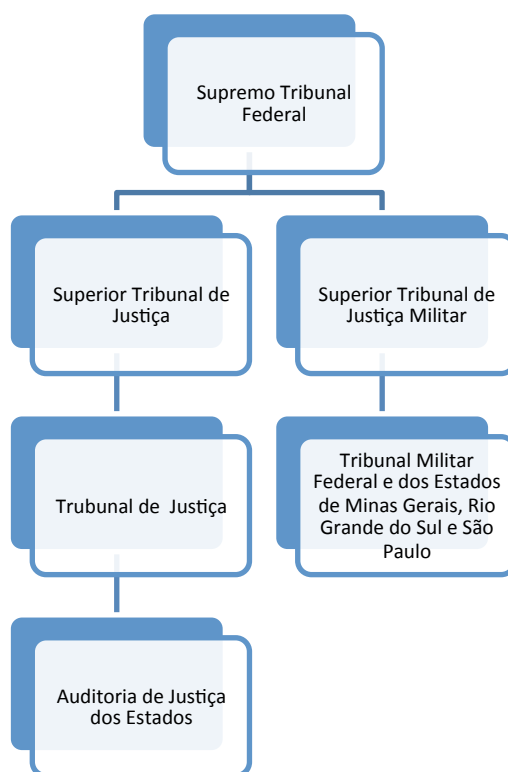 Supremo Tribunal
Federal
Superior Tribunal de
Justiça
Superior Tribunal de
Justiça Militar
Trubunal de Justiça
Tribunal Militar
Federal e dos Estados
de Minas Gerais, Rio
Grande do Sul e São
Paulo
Auditoria de Justiça
dos Estados